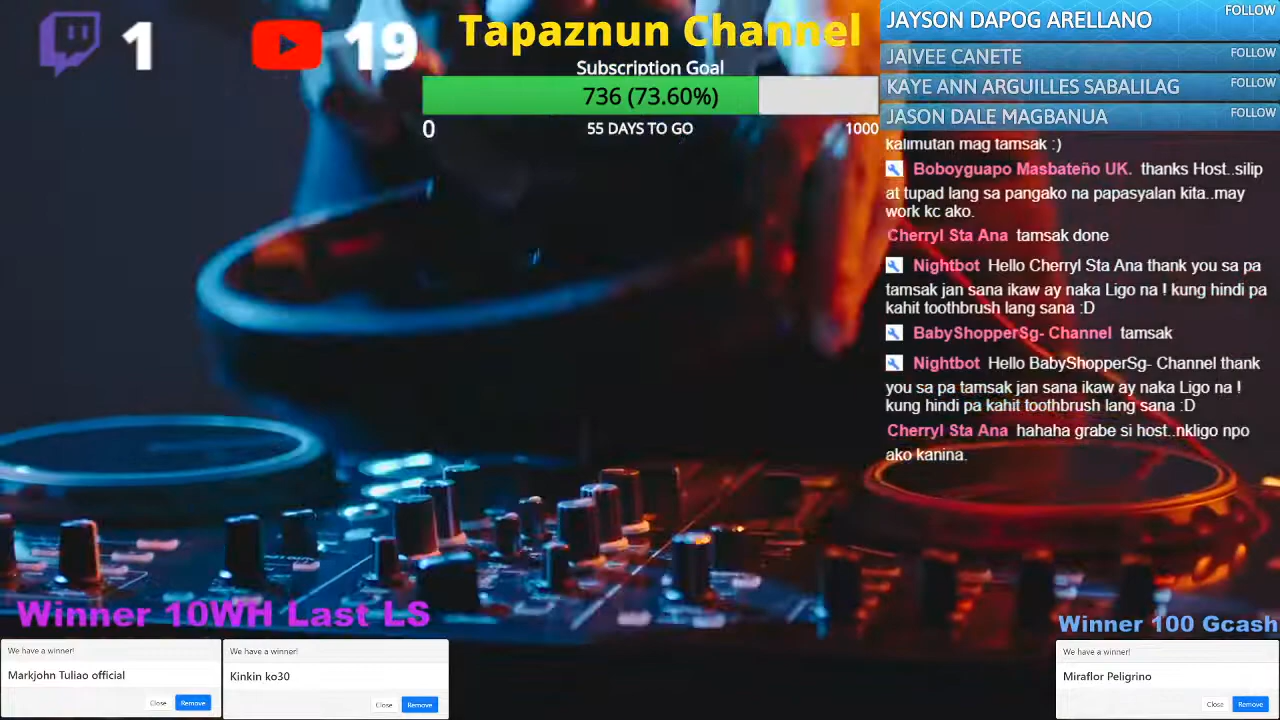 1
19
Tapaznun Channel
Subscription Goal
736 (73.60%)
0
55 DAYS TO GO
1000
JAYSON DAPOG ARELLANO FOLLOW
JAIVEE CANETE FOLLOW
KAYE ANN ARGUILLES SABALILAG FOLLOW
JASON DALE MAGBANUA FOLLOW
kalimutan mag tamsak :)
Boboyguapo Masbateño UK. thanks Host..silip
at tupad lang sa pangako na papasyalan kita..may
work kc ako.
Cherryl Sta Ana tamsak done
Nightbot Hello Cherryl Sta Ana thank you sa pa
tamsak jan sana ikaw ay naka Ligo na ! kung hindi pa
kahit toothbrush lang sana :D
BabyShopperSg- Channel tamsak
Nightbot Hello BabyShopperSg- Channel thank
you sa pa tamsak jan sana ikaw ay naka Ligo na !
kung hindi pa kahit toothbrush lang sana :D
Cherryl Sta Ana hahaha grabe si host..nkligo npo
ako kanina.
Winner 10WH Last LS
We have a winner!
Markjohn Tuliao official
Close Remove
We have a winner!
Kinkin ko30
Close Remove
Winner 100 Gcash
We have a winner!
Miraflor Peligrino
Close Remove